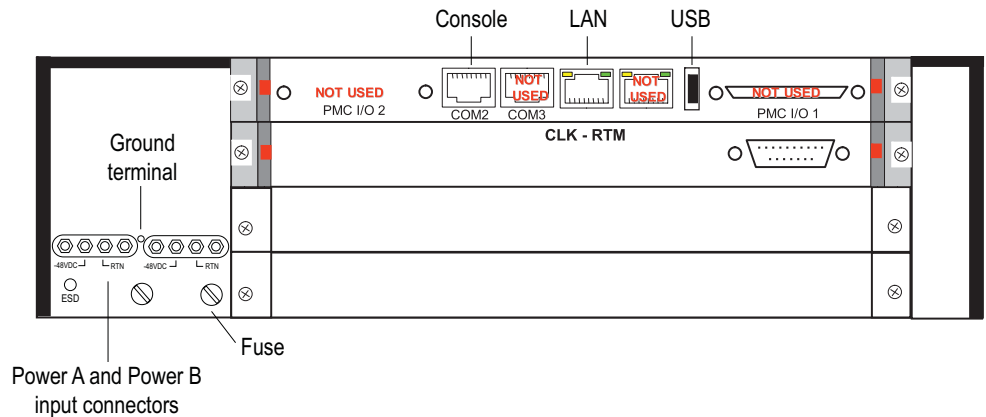 Console LAN USB
NOT USED
PMC I/O 2
COM2
NOT
USED
COM3
NOT
USED
NOT USED
PMC I/O 1
CLK - RTM
Ground
terminal
-48VDC RTN -48VDC RTN
ESD
Fuse
Power A and Power B
input connectors